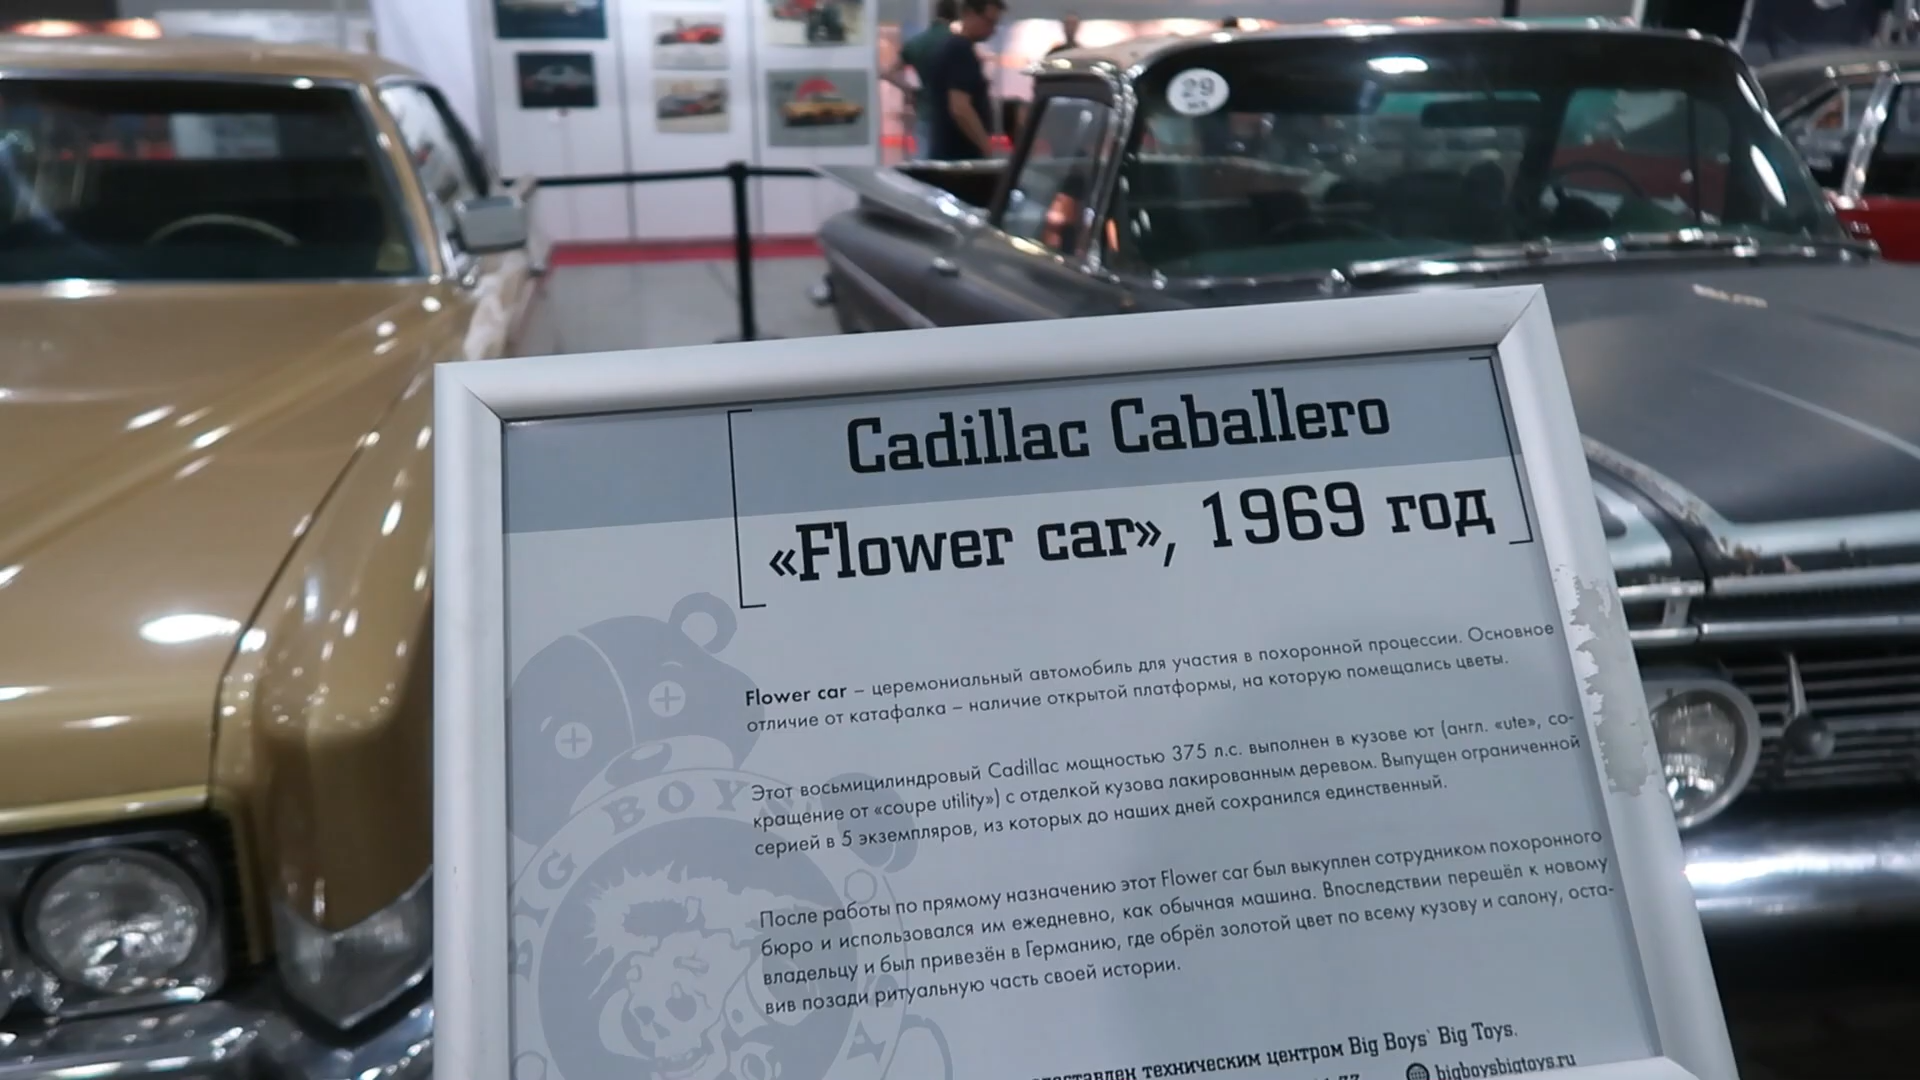 29
Cadillac Caballero
«Flower car», 1969 год
Flower car – церемониальный автомобиль для участия в похоронной процессии. Основное
отличие от катафалка – наличие открытой платформы, на которую помещались цветы.
Этот восьмицилиндровый Cadillac мощностью 375 л.с. выполнен в кузове ют (англ. «ute», со-
кращение от «coupe utility») с отделкой кузова лакированным деревом. Выпущен ограниченной
серией в 5 экземпляров, из которых до наших дней сохранился единственный.
После работы по прямому назначению этот Flower car был выкуплен сотрудником похоронного
бюро и использовался им ежедневно, как обычная машина. Впоследствии перешёл к новому
владельцу и был привезён в Германию, где обрёл золотой цвет по всему кузову и салону, оста-
вив позади ритуальную часть своей истории.
техническим центром Big Boys` Big Toys.
bigboysbigtoys.ru
BIG BOYS